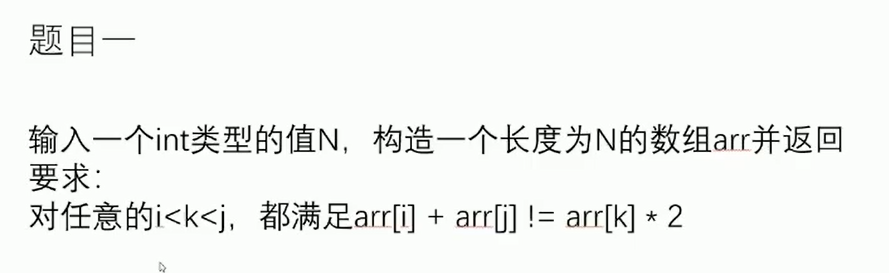 题目一
输入一个int类型的值N，构造一个长度为N的数组arr并返回
要求：
对任意的i<k<j，都满足arr[i] + arr[j] != arr[k] * 2